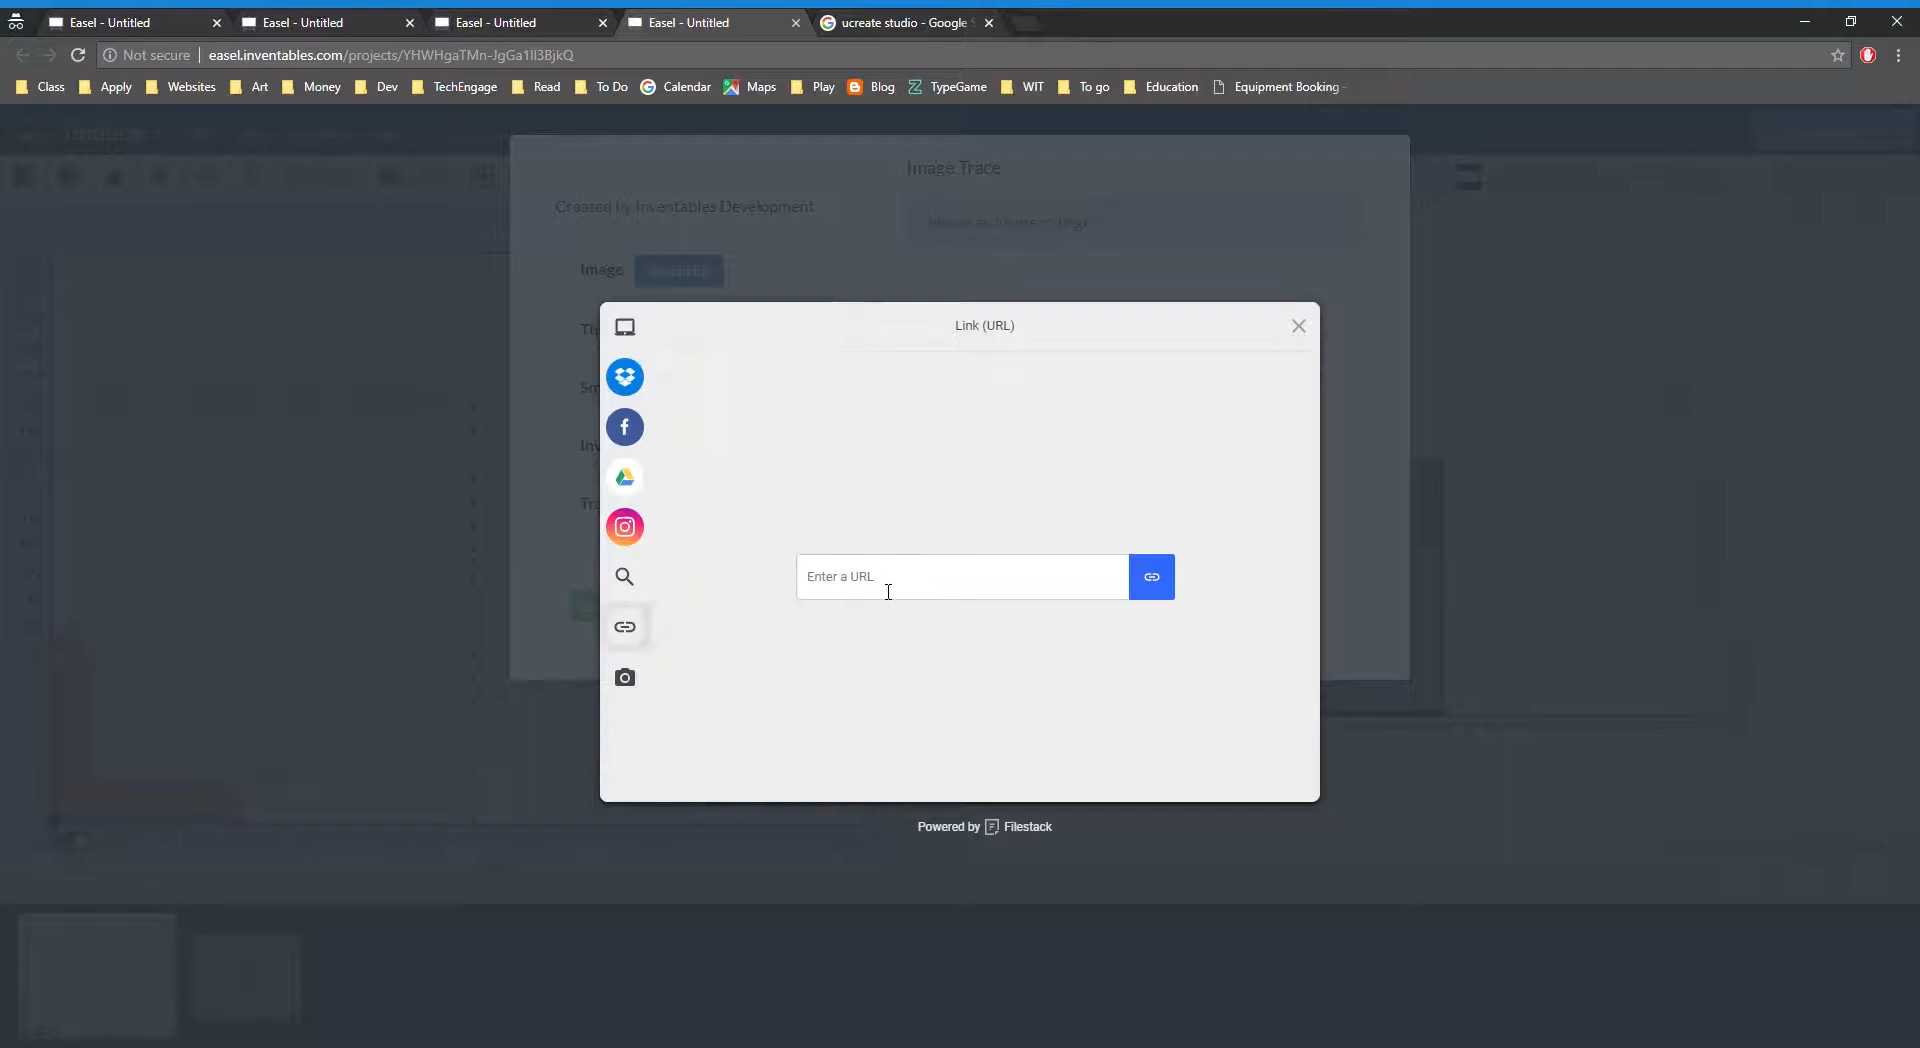 Easel - Untitled
Easel - Untitled
Easel - Untitled
Easel - Untitled
ucreate studio - Google S
Not secure
easel.inventables.com/projects/YHWHgaTMn-JgGa1lI3BjkQ
Class
Apply
Websites
Art
Money
Dev
TechEngage
Read
To Do
Calendar
Maps
Play
Blog
TypeGame
WIT
To go
Education
Equipment Booking -
Image Trace
Created by Inventables Development
Image
Link (URL)
Enter a URL
Powered by Filestack